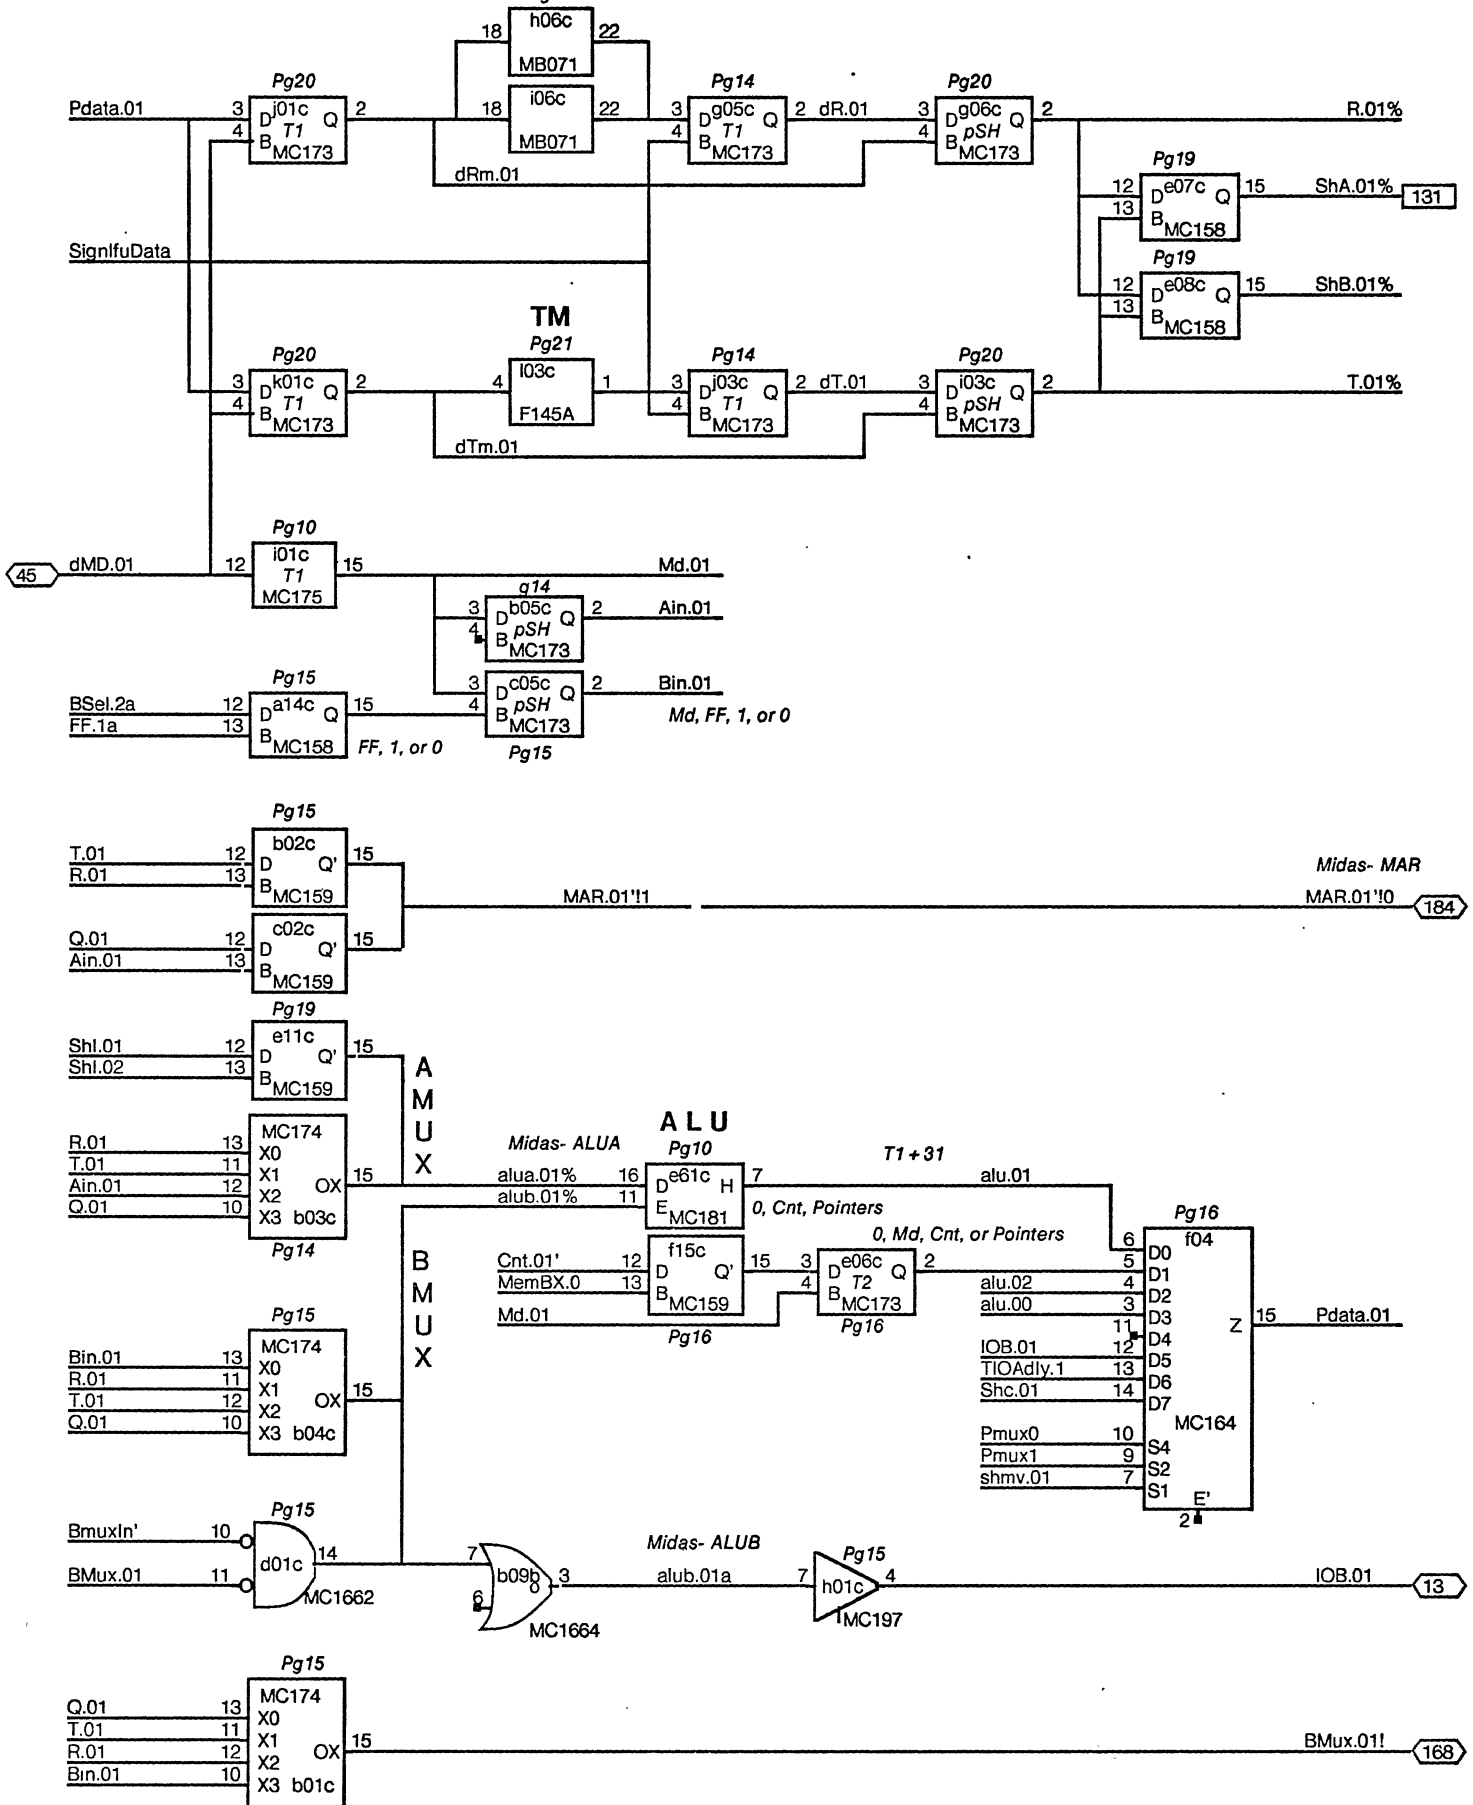 18 h06c 22
MB071
Pg20
Pdata.01 3 D j01c Q 2
4 B T1
MC173
18 i06c 22
MB071
Pg14
3 D g05c Q 2 dR.01
4 B T1
MC173
Pg20
3 D g06c Q 2 R.01%
4 B pSH
MC173
dRm.01
Pg19
12 D e07c Q 15 ShA.01% 131
13 B
MC158
SignIfuData
Pg19
12 D e08c Q 15 ShB.01%
13 B
MC158
TM
Pg20
3 D k01c Q 2
4 B T1
MC173
Pg21
4 l03c 1
F145A
Pg14
3 D j03c Q 2 dT.01
4 B T1
MC173
Pg20
3 D i03c Q 2 T.01%
4 B pSH
MC173
dTm.01
Pg10
45 dMD.01 12 i01c 15 Md.01
T1
MC175
g14
3 D b05c Q 2 Ain.01
4 B pSH
MC173
Pg15
BSel.2a 12 D a14c Q 15
FF.1a 13 B
MC158
FF, 1, or 0
3 D c05c Q 2 Bin.01
4 B pSH
MC173
Pg15
Md, FF, 1, or 0
Pg15
T.01 12 D b02c Q' 15
R.01 13 B
MC159
MAR.01'!1
Midas- MAR
MAR.01'!0 184
Q.01 12 D c02c Q' 15
Ain.01 13 B
MC159
Pg19
ShI.01 12 D e11c Q' 15
ShI.02 13 B
MC159
AMUX
MC174
R.01 13 X0
T.01 11 X1
Ain.01 12 X2 OX 15
Q.01 10 X3 b03c
Pg14
ALU
Midas- ALUA
Pg10
alua.01% 16 D e61c H 7
alub.01% 11 E
MC181
T1+31
alu.01
0, Cnt, Pointers
BMUX
Cnt.01' 12 D f15c Q' 15
MemBX.0 13 B
MC159
Md.01
Pg16
0, Md, Cnt, or Pointers
3 D e06c Q 2
4 B T2
MC173
Pg16
Pg16
f04
6 D0
5 D1
alu.02 4 D2
alu.00 3 D3
11 D4
IOB.01 12 D5
TIOAdly.1 13 D6
Shc.01 14 D7
Z 15 Pdata.01
MC164
Pmux0 10 S4
Pmux1 9 S2
shmv.01 7 S1
E'
2
Pg15
MC174
Bin.01 13 X0
R.01 11 X1
T.01 12 X2 OX 15
Q.01 10 X3 b04c
Pg15
BmuxIn' 10
BMux.01 11
d01c 14
MC1662
7 b09b 3
6
MC1664
Midas- ALUB
alub.01a
Pg15
7 h01c 4
MC197
IOB.01 13
Pg15
MC174
Q.01 13 X0
T.01 11 X1
R.01 12 X2 OX 15
Bin.01 10 X3 b01c
BMux.01! 168